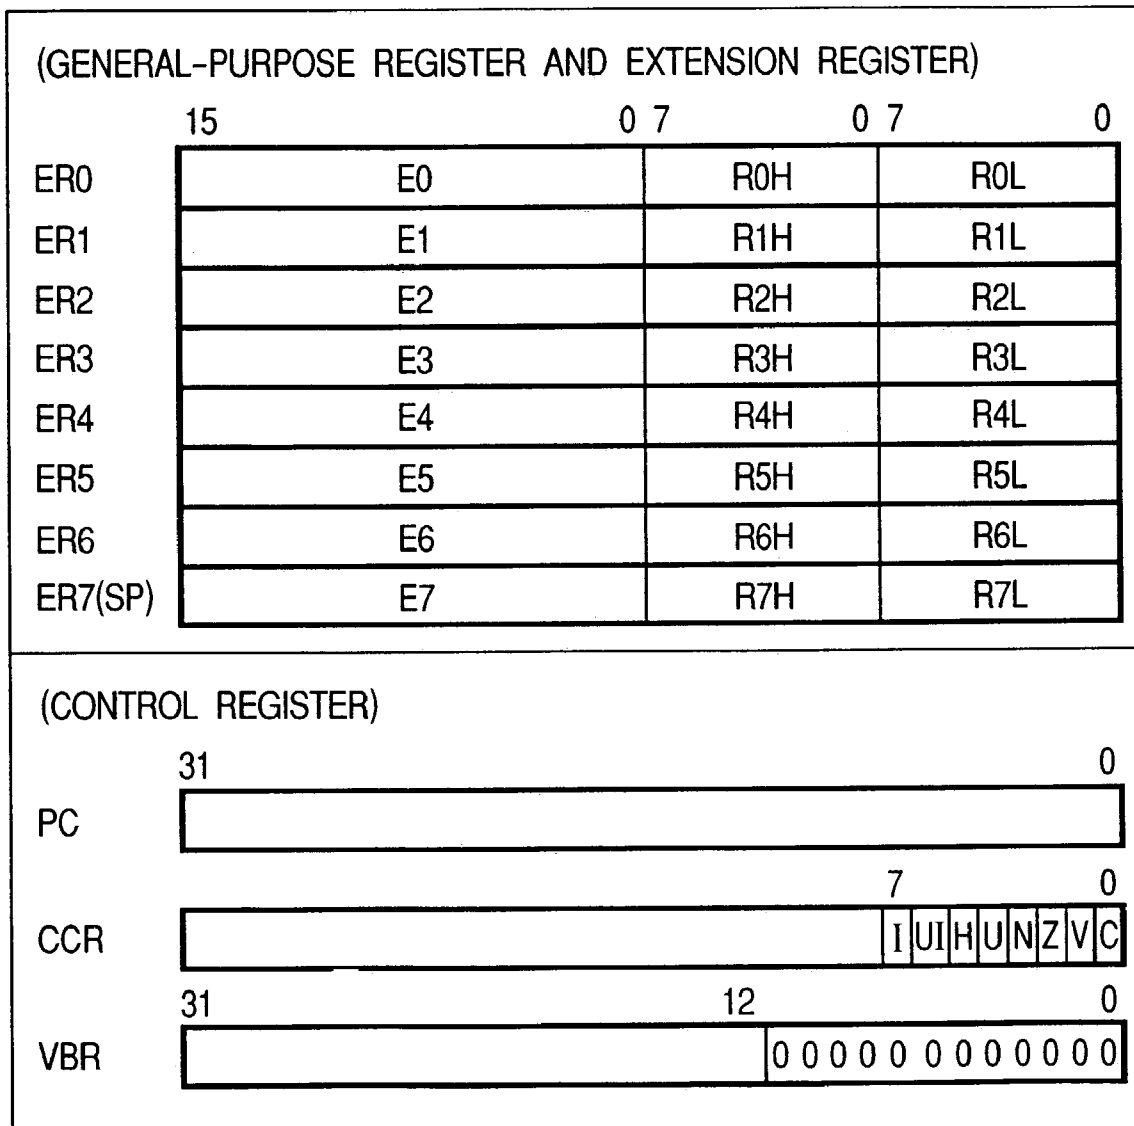 (GENERAL-PURPOSE REGISTER AND EXTENSION REGISTER)
15 0 7 0 7 0
ER0 E0 R0H R0L
ER1 E1 R1H R1L
ER2 E2 R2H R2L
ER3 E3 R3H R3L
ER4 E4 R4H R4L
ER5 E5 R5H R5L
ER6 E6 R6H R6L
ER7(SP) E7 R7H R7L
(CONTROL REGISTER)
31 0
PC
7 0
CCR I UI H U N Z V C
31 12 0
VBR 0 0 0 0 0 0 0 0 0 0 0 0